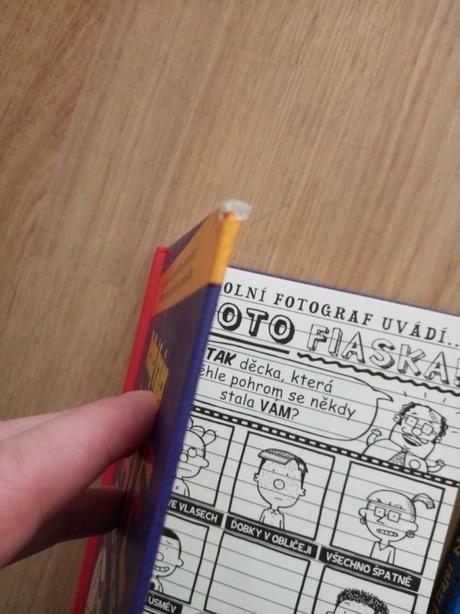 OLNÍ FOTOGRAF UVÁDÍ..
OTO FIASKA
TAK děcka, která
ěhle pohrom se někdy
stala VÁM?
VE VLASECH
DOBKY V OBLIČEJI
VŠECHNO ŠPATNĚ
ÚSMĚV